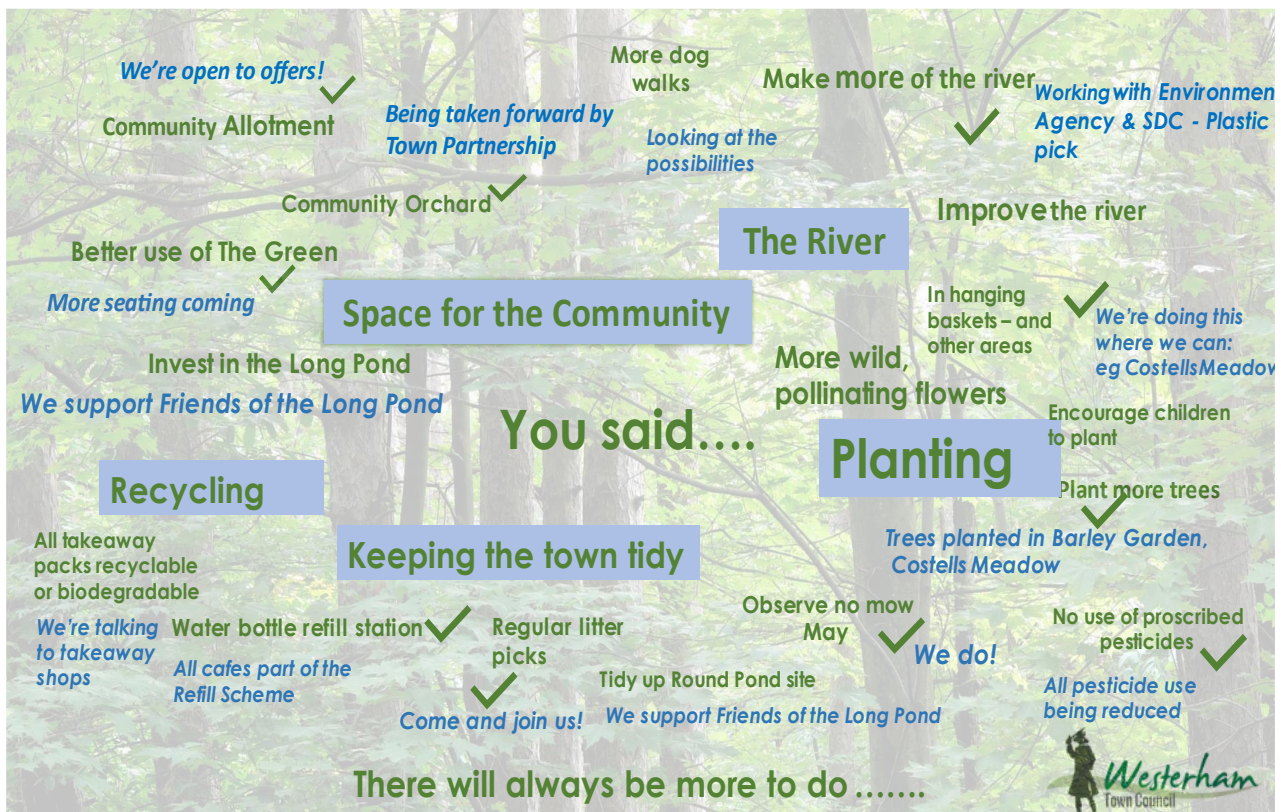 We're open to offers!
Community Allotment
Being taken forward by
Town Partnership
Community Orchard
More dog
walks
Looking at the
possibilities
Make more of the river
Working with Environmen
Agency & SDC - Plastic
pick
Improve the river
The River
Better use of The Green
More seating coming
Space for the Community
Invest in the Long Pond
We support Friends of the Long Pond
In hanging
baskets – and
other areas
We're doing this
where we can:
eg Costells Meadow
More wild,
pollinating flowers
You said....
Planting
Encourage children
to plant
Plant more trees
Trees planted in Barley Garden,
Costells Meadow
Recycling
All takeaway
packs recyclable
or biodegradable
We're talking
to takeaway
shops
Keeping the town tidy
Water bottle refill station
All cafes part of the
Refill Scheme
Regular litter
picks
Come and join us!
Tidy up Round Pond site
We support Friends of the Long Pond
Observe no mow
May
We do!
No use of proscribed
pesticides
All pesticide use
being reduced
There will always be more to do .......
Westerham
Town Council